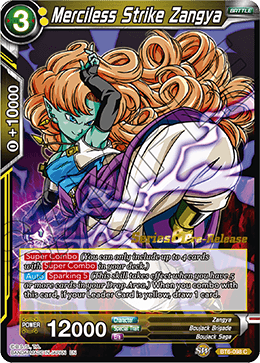 3
Merciless Strike Zangya
BATTLE
+10000
Series 6 Pre-Release
Super Combo (You can only include up to 4 cards
with Super Combo in your deck.)
Auto Sparking 5 (This skill takes effect when you have 5
or more cards in your Drop Area.) When you combo with
this card, if your Leader Card is yellow, draw 1 card.
POWER
12000
Character Zangya
Special Trait Boujack Brigade
Era Boujack Saga
BT6-098 C